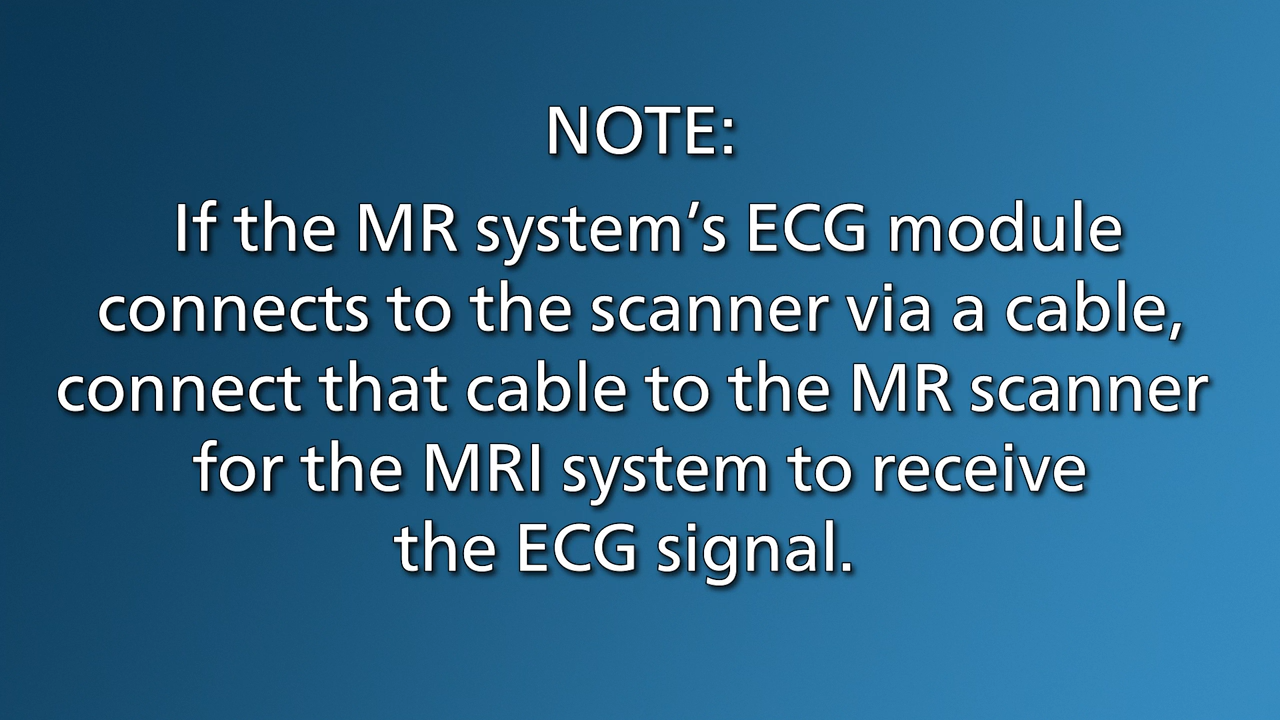 NOTE:
If the MR system’s ECG module
connects to the scanner via a cable,
connect that cable to the MR scanner
for the MRI system to receive
the ECG signal.